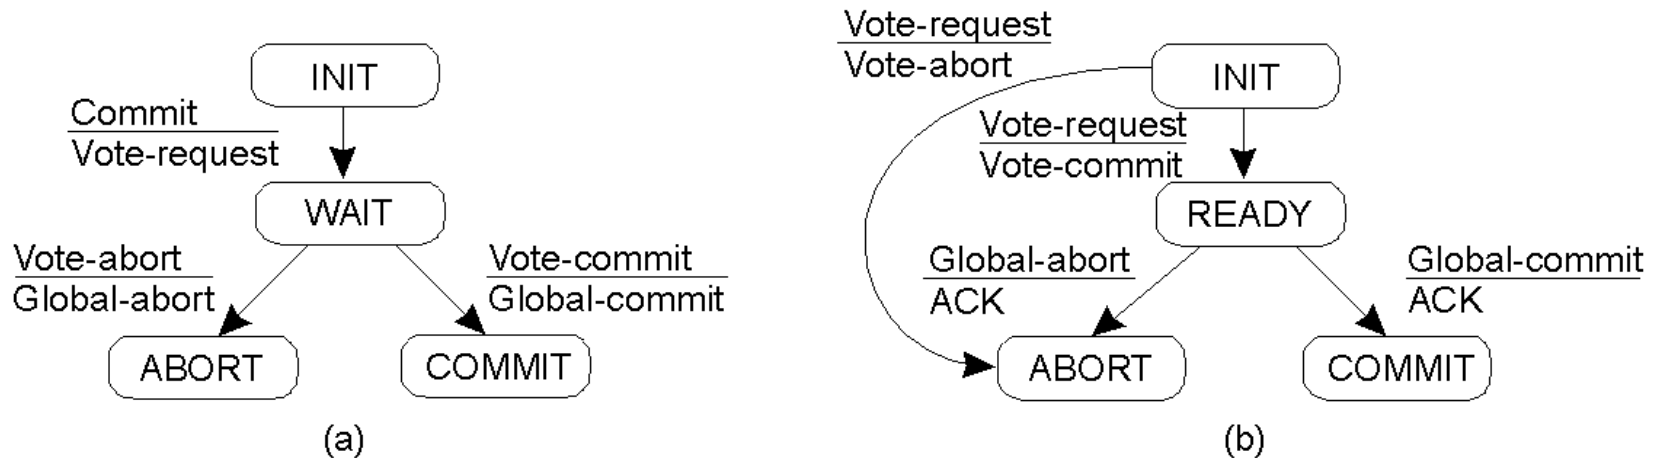 INIT
Commit
Vote-request
WAIT
Vote-abort
Global-abort
Vote-commit
Global-commit
ABORT
COMMIT
(a)
Vote-request
Vote-abort
INIT
Vote-request
Vote-commit
READY
Global-abort
ACK
Global-commit
ACK
ABORT
COMMIT
(b)